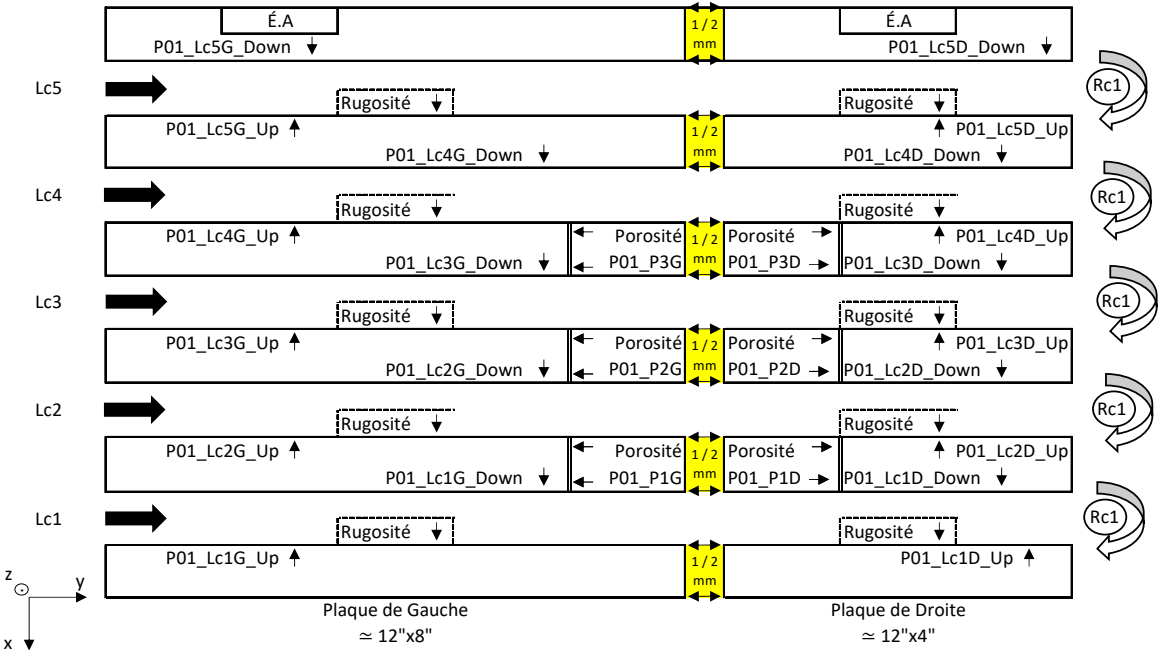 É.A 1 / 2 É.A
mm
P01_Lc5G_Down P01_Lc5D_Down
Lc5 Rc1
Rugosité Rugosité
P01_Lc5G_Up 1 / 2 P01_Lc5D_Up
P01_Lc4G_Down mm P01_Lc4D_Down
Lc4 Rc1
Rugosité Rugosité
P01_Lc4G_Up Porosité 1 / 2 Porosité P01_Lc4D_Up
P01_Lc3G_Down P01_P3G mm P01_P3D P01_Lc3D_Down
Lc3 Rc1
Rugosité Rugosité
P01_Lc3G_Up Porosité 1 / 2 Porosité P01_Lc3D_Up
P01_Lc2G_Down P01_P2G mm P01_P2D P01_Lc2D_Down
Lc2 Rc1
Rugosité Rugosité
P01_Lc2G_Up Porosité 1 / 2 Porosité P01_Lc2D_Up
P01_Lc1G_Down P01_P1G mm P01_P1D P01_Lc1D_Down
Lc1 Rc1
Rugosité Rugosité
P01_Lc1G_Up 1 / 2 P01_Lc1D_Up
mm
z y
x
Plaque de Gauche Plaque de Droite
≃ 12"x8" ≃ 12"x4"